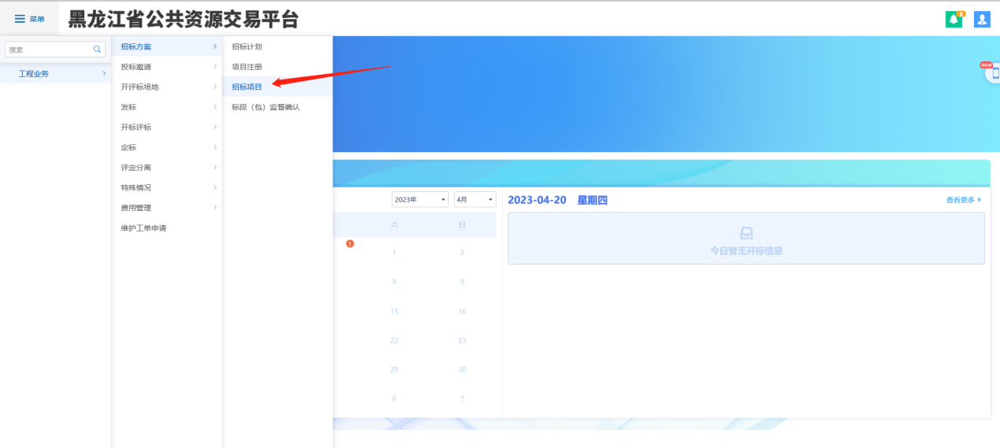 菜单
黑龙江省公共资源交易平台
3
搜索
工程业务
招标方案
投标邀请
开评标场地
发标
开标评标
定标
评定分离
特殊情况
费用管理
维护工单申请
招标计划
项目注册
招标项目
标段（包）监督确认
NEW
2023年
4月
六
日
1
1
2
8
9
15
16
22
23
29
30
6
7
2023-04-20 星期四
查看更多
今日暂无开标信息